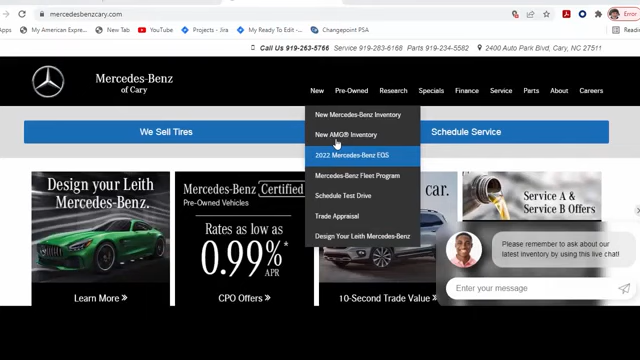 mercedesbenzcary.com
Error
Apps
My American Expre...
New Tab
YouTube
Projects - Jira
My Ready To Edit -...
Changepoint PSA
Readin
Call Us 919-263-5766 Service 919-283-6168 Parts 919-234-5582 2400 Auto Park Blvd, Cary, NC 27511
Mercedes-Benz
of Cary
New Pre-Owned Research Specials Finance Service Parts About Careers
We Sell Tires
Schedule Service
New Mercedes-Benz Inventory
New AMG® Inventory
2022 Mercedes-Benz EQS
Mercedes-Benz Fleet Program
Schedule Test Drive
Trade Appraisal
Design Your Leith Mercedes-Benz
Design your Leith
Mercedes-Benz.
Learn More »
Mercedes-Benz Certified
Pre-Owned Vehicles
Rates as low as
0.99%*
APR
CPO Offers »
car.
10-Second Trade Value »
Service A &
Service B Offers
Please remember to ask about our
latest inventory by using this live chat!
Enter your message